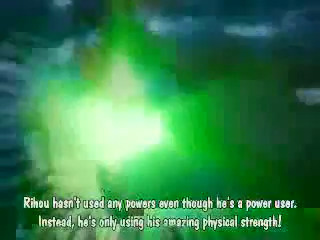 Rihou hasn't used any powers even though he's a power user.
Instead, he's only using his amazing physical strength!